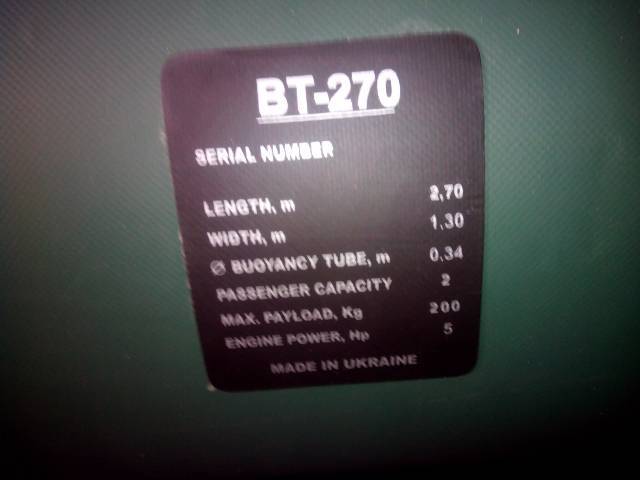 BT-270
SERIAL NUMBER
LENGTH, m 2,70
WIDTH, m 1,30
Ø BUOYANCY TUBE, m 0,34
PASSENGER CAPACITY 2
MAX. PAYLOAD, Kg 200
ENGINE POWER, Hp 5
MADE IN UKRAINE